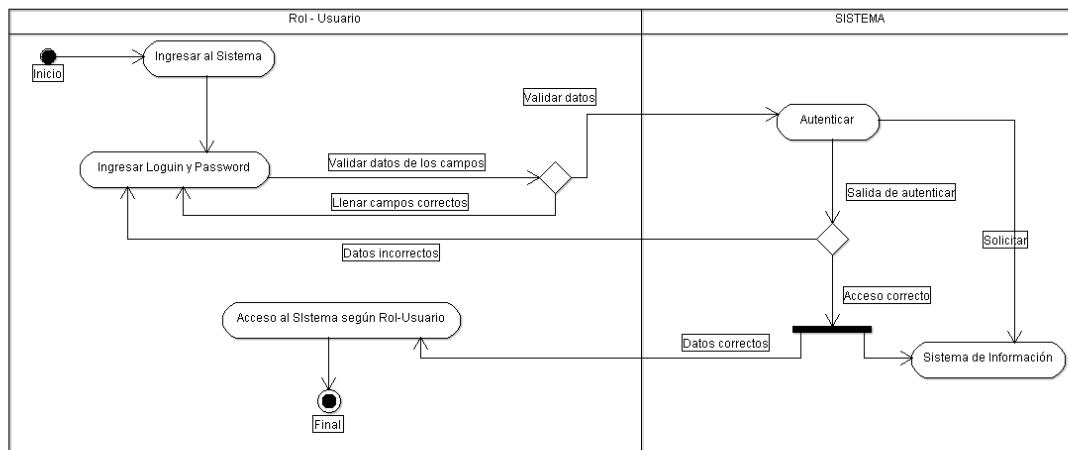 Rol - Usuario
SISTEMA
Ingresar al Sistema
Inicio
Validar datos
Autenticar
Ingresar Loguin y Password
Validar datos de los campos
Llenar campos correctos
Salida de autenticar
Datos incorrectos
Solicitar
Acceso correcto
Acceso al SIstema según Rol-Usuario
Datos correctos
Sistema de Información
Final